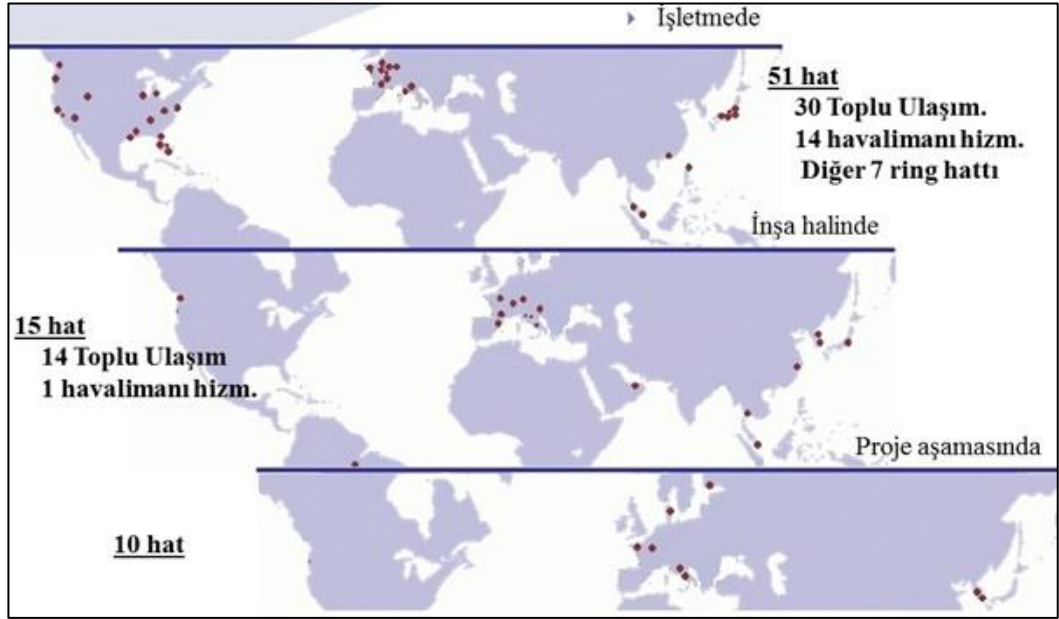 İşletmede
51 hat
30 Toplu Ulaşım.
14 havalimanı hizm.
Diğer 7 ring hattı
İnşa halinde
15 hat
14 Toplu Ulaşım
1 havalimanı hizm.
Proje aşamasında
10 hat